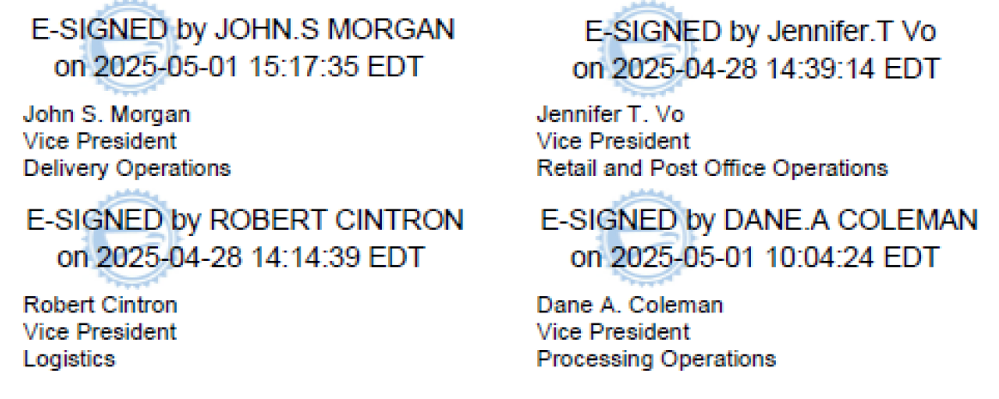 E-SIGNED by JOHN.S MORGAN
on 2025-05-01 15:17:35 EDT
John S. Morgan
Vice President
Delivery Operations
E-SIGNED by Jennifer.T Vo
on 2025-04-28 14:39:14 EDT
Jennifer T. Vo
Vice President
Retail and Post Office Operations
E-SIGNED by ROBERT CINTRON
on 2025-04-28 14:14:39 EDT
Robert Cintron
Vice President
Logistics
E-SIGNED by DANE.A COLEMAN
on 2025-05-01 10:04:24 EDT
Dane A. Coleman
Vice President
Processing Operations